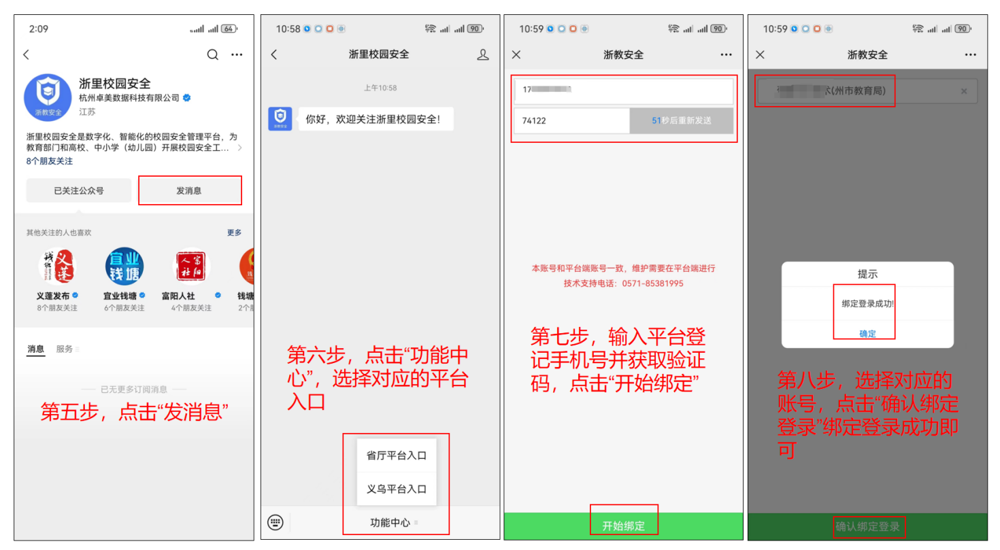 2:09
64
浙里校园安全
杭州卓美数据科技有限公司
浙教安全
江苏
浙里校园安全是数字化、智能化的校园安全管理平台，为
教育部门和高校、中小学（幼儿园）开展校园安全工...
8个朋友关注
已关注公众号
发消息
其他关注的人也喜欢
更多
义蓬发布
宜业钱塘
富阳人社
钱塘
8个朋友关注
6个朋友关注
4个朋友关注
2个朋
消息
服务
已无更多订阅消息
第五步，点击“发消息”
10:58
90
浙里校园安全
上午10:58
你好，欢迎关注浙里校园安全！
第六步，点击“功能中
心”，选择对应的平台
入口
省厅平台入口
义乌平台入口
功能中心
10:59
90
浙教安全
17
74122
51秒后重新发送
本账号和平台端账号一致，维护需要在平台端进行
技术支持电话：0571-85381995
第七步，输入平台登
记手机号并获取验证
码，点击“开始绑定”
开始绑定
10:59
90
浙教安全
州市教育局)
提示
绑定登录成功!
确定
第八步，选择对应的
账号，点击“确认绑定
登录”绑定登录成功即
可
确认绑定登录